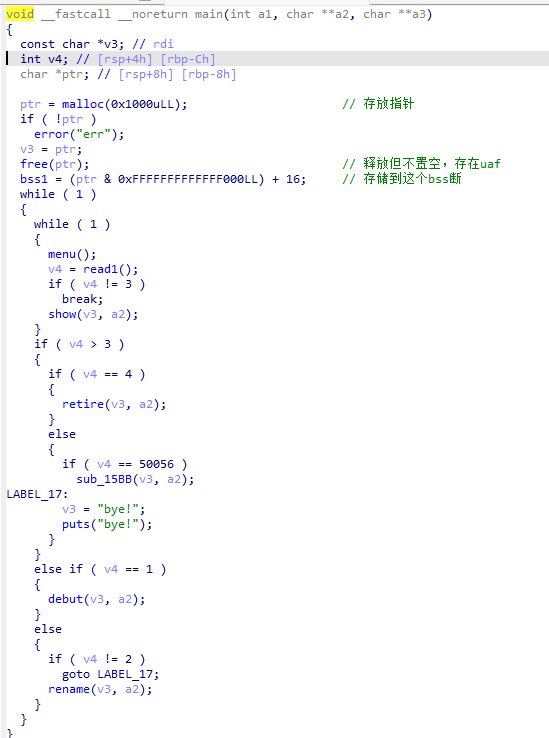 void __fastcall __noreturn main(int a1, char **a2, char **a3)
{
  const char *v3; // rdi
  int v4; // [rsp+4h] [rbp-Ch]
  char *ptr; // [rsp+8h] [rbp-8h]

  ptr = malloc(0x1000uLL);                      // 存放指针
  if ( !ptr )
    error("err");
  v3 = ptr;
  free(ptr);                                    // 释放但不置空，存在uaf
  bss1 = (ptr & 0xFFFFFFFFFFFFF000LL) + 16;     // 存储到这个bss断
  while ( 1 )
  {
    while ( 1 )
    {
      menu();
      v4 = read1();
      if ( v4 != 3 )
        break;
      show(v3, a2);
    }
    if ( v4 > 3 )
    {
      if ( v4 == 4 )
      {
        retire(v3, a2);
      }
      else
      {
        if ( v4 == 50056 )
          sub_15BB(v3, a2);
LABEL_17:
        v3 = "bye!";
        puts("bye!");
      }
    }
    else if ( v4 == 1 )
    {
      debut(v3, a2);
    }
    else
    {
      if ( v4 != 2 )
        goto LABEL_17;
      rename(v3, a2);
    }
  }
}